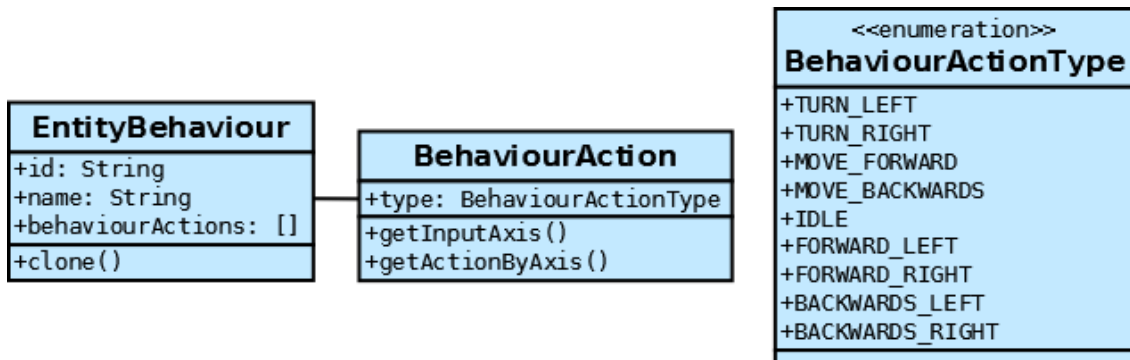 EntityBehaviour
+id: String
+name: String
+behaviourActions: []
+clone()
BehaviourAction
+type: BehaviourActionType
+getInputAxis()
+getActionByAxis()
<<enumeration>>
BehaviourActionType
+TURN_LEFT
+TURN_RIGHT
+MOVE_FORWARD
+MOVE_BACKWARDS
+IDLE
+FORWARD_LEFT
+FORWARD_RIGHT
+BACKWARDS_LEFT
+BACKWARDS_RIGHT